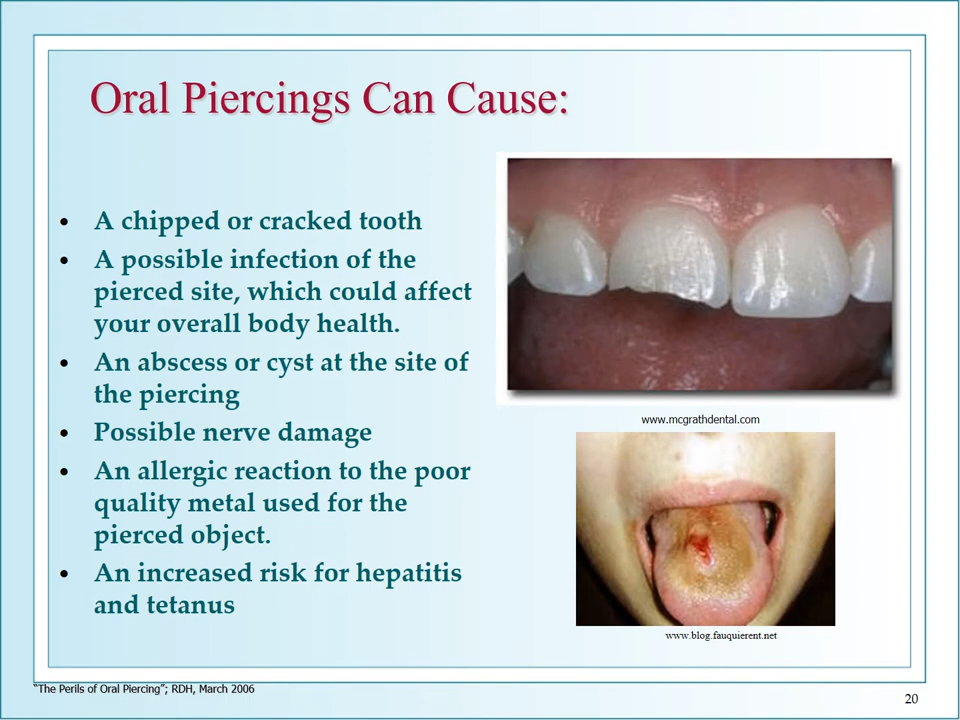 Oral Piercings Can Cause:
• A chipped or cracked tooth
• A possible infection of the
pierced site, which could affect
your overall body health.
• An abscess or cyst at the site of
the piercing
• Possible nerve damage
• An allergic reaction to the poor
quality metal used for the
pierced object.
• An increased risk for hepatitis
and tetanus
www.mcgrathdental.com
www.blog.fauquierent.net
“The Perils of Oral Piercing”; RDH, March 2006
20